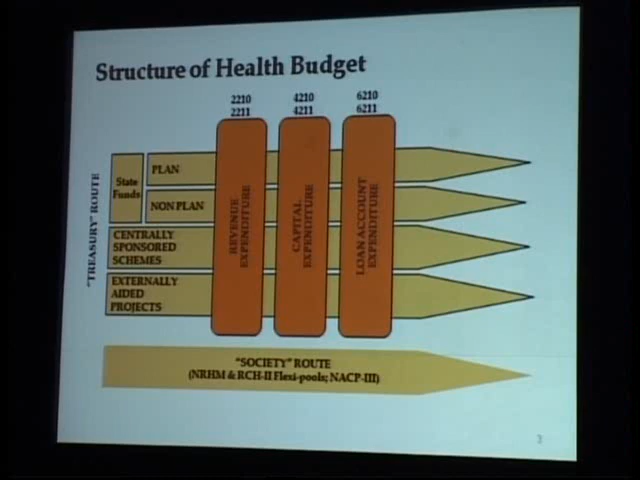 Structure of Health Budget
2210
2211
4210
4211
6210
6211
"TREASURY" ROUTE
State
Funds
PLAN
NON PLAN
CENTRALLY
SPONSORED
SCHEMES
EXTERNALLY
AIDED
PROJECTS
REVENUE
EXPENDITURE
CAPITAL
EXPENDITURE
LOAN ACCOUNT
EXPENDITURE
"SOCIETY" ROUTE
(NRHM & RCH-II Flexi-pools; NACP-III)
3